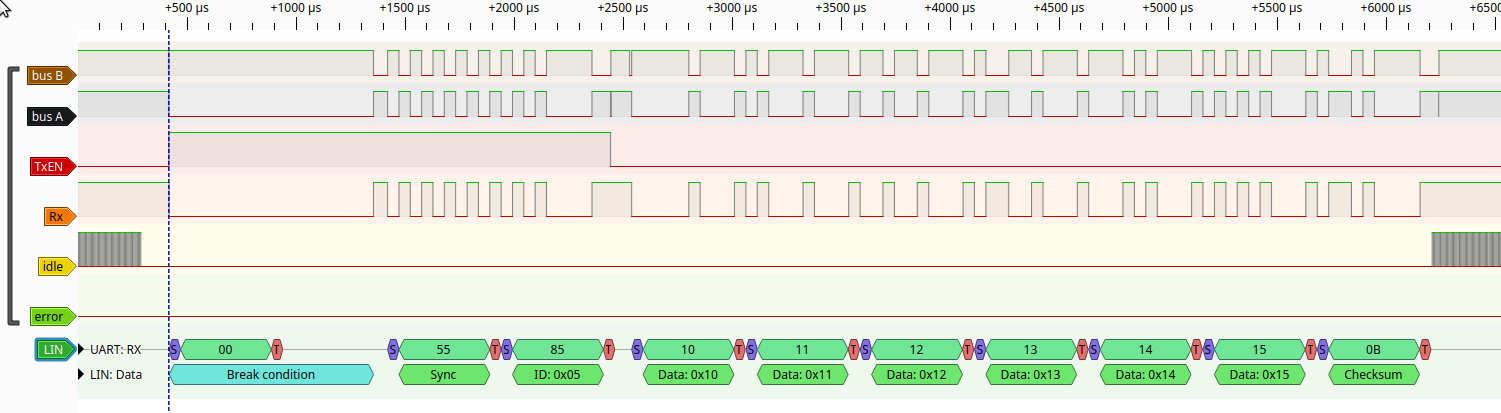 +500 µs +1000 µs +1500 µs +2000 µs +2500 µs +3000 µs +3500 µs +4000 µs +4500 µs +5000 µs +5500 µs +6000 µs +6500
bus B
bus A
TxEN
Rx
idle
error
LIN UART: RX S 00 T S 55 T S 85 T S 10 T S 11 T S 12 T S 13 T S 14 T S 15 T S 0B T
LIN: Data Break condition Sync ID: 0x05 Data: 0x10 Data: 0x11 Data: 0x12 Data: 0x13 Data: 0x14 Data: 0x15 Checksum